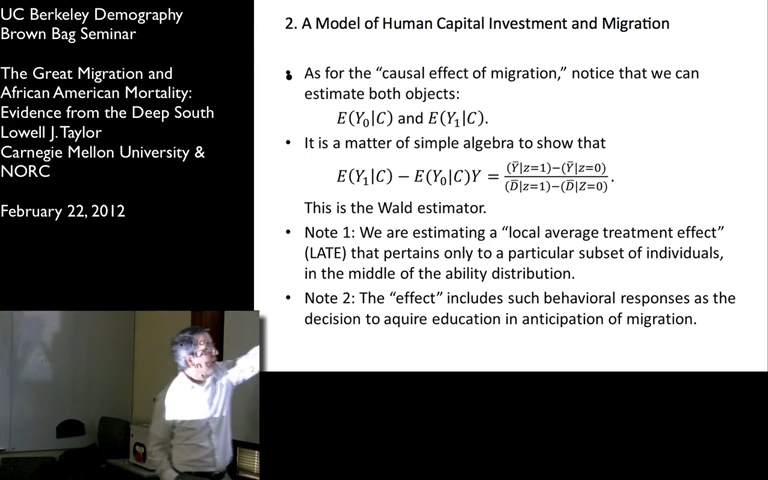 UC Berkeley Demography
Brown Bag Seminar
The Great Migration and
African American Mortality:
Evidence from the Deep South
Lowell J. Taylor
Carnegie Mellon University &
NORC
February 22, 2012
2. A Model of Human Capital Investment and Migration
• As for the “causal effect of migration,” notice that we can
estimate both objects:
E(Y₀|C) and E(Y₁|C).
• It is a matter of simple algebra to show that
E(Y₁|C) − E(Y₀|C)Y = (Ȳ|z=1)−(Ȳ|z=0) / (D̄|z=1)−(D̄|Z=0).
This is the Wald estimator.
• Note 1: We are estimating a “local average treatment effect”
(LATE) that pertains only to a particular subset of individuals,
in the middle of the ability distribution.
• Note 2: The “effect” includes such behavioral responses as the
decision to aquire education in anticipation of migration.